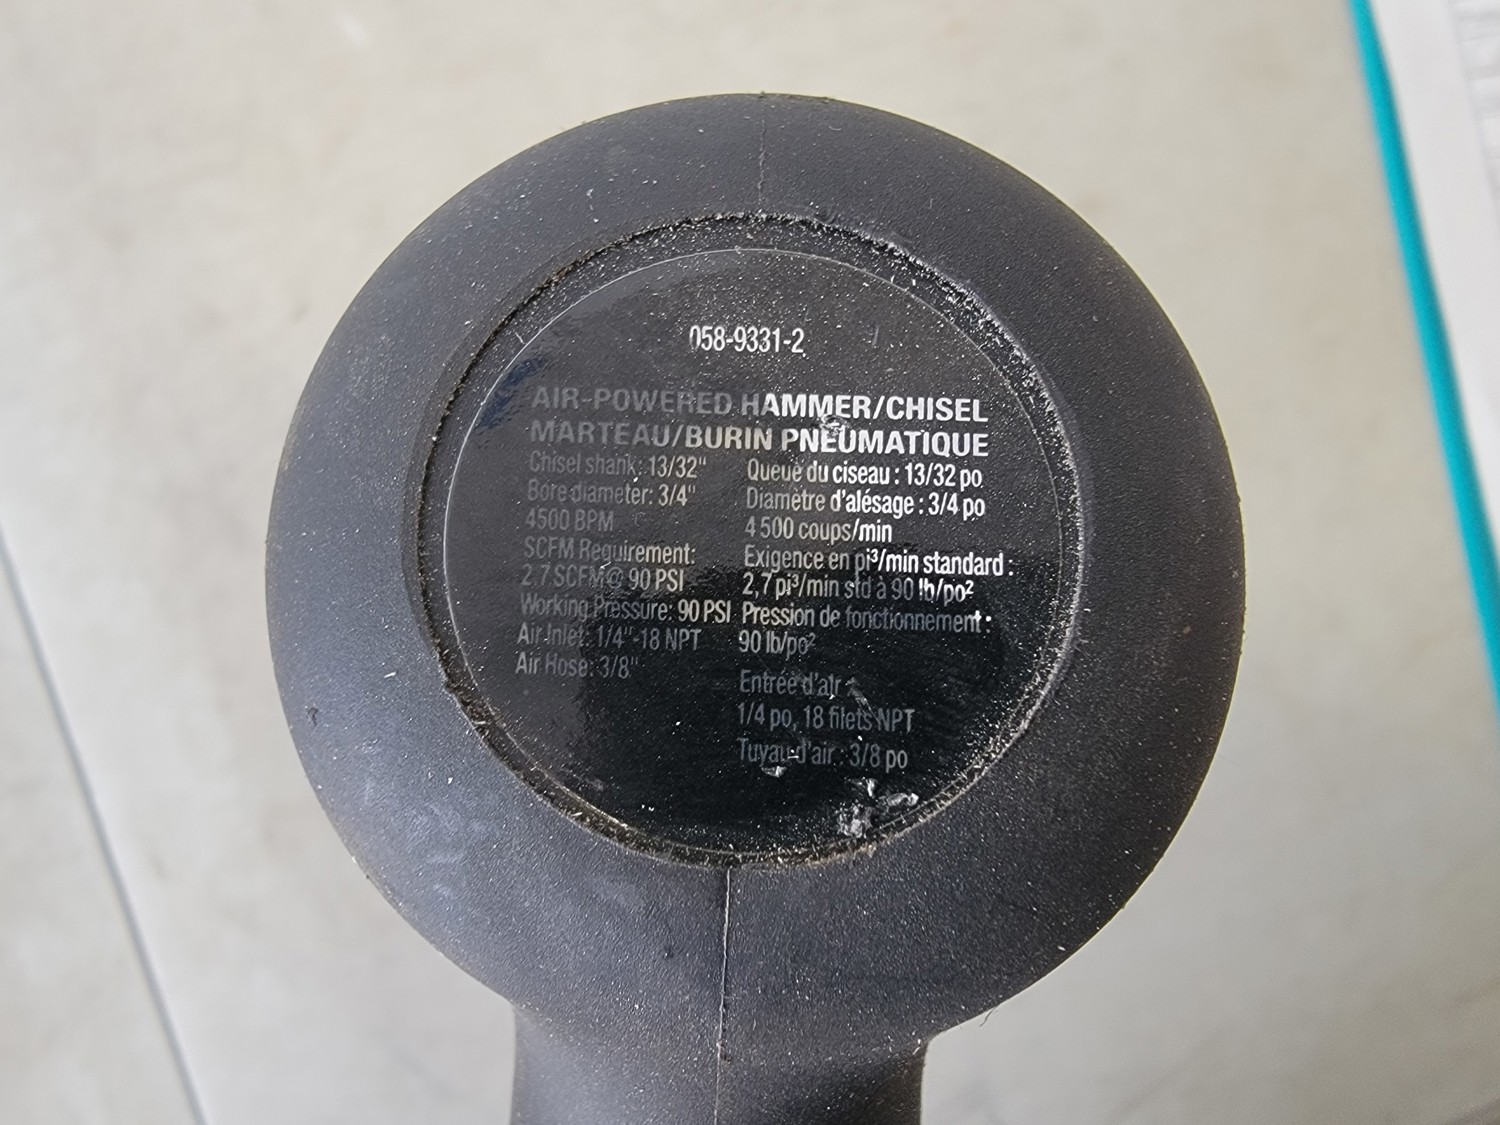 058-9331-2
AIR-POWERED HAMMER/CHISEL
MARTEAU/BURIN PNEUMATIQUE
Chisel shank: 13/32"
Bore diameter: 3/4"
4500 BPM
SCFM Requirement:
2.7 SCFM@ 90 PSI
Working Pressure: 90 PSI
Air Inlet: 1/4"-18 NPT
Air Hose: 3/8"
Queue du ciseau : 13/32 po
Diamètre d'alésage : 3/4 po
4 500 coups/min
Exigence en pi³/min standard :
2,7 pi³/min std à 90 lb/po²
Pression de fonctionnement :
90 lb/po²
Entrée d'air :
1/4 po, 18 filets NPT
Tuyau d'air : 3/8 po